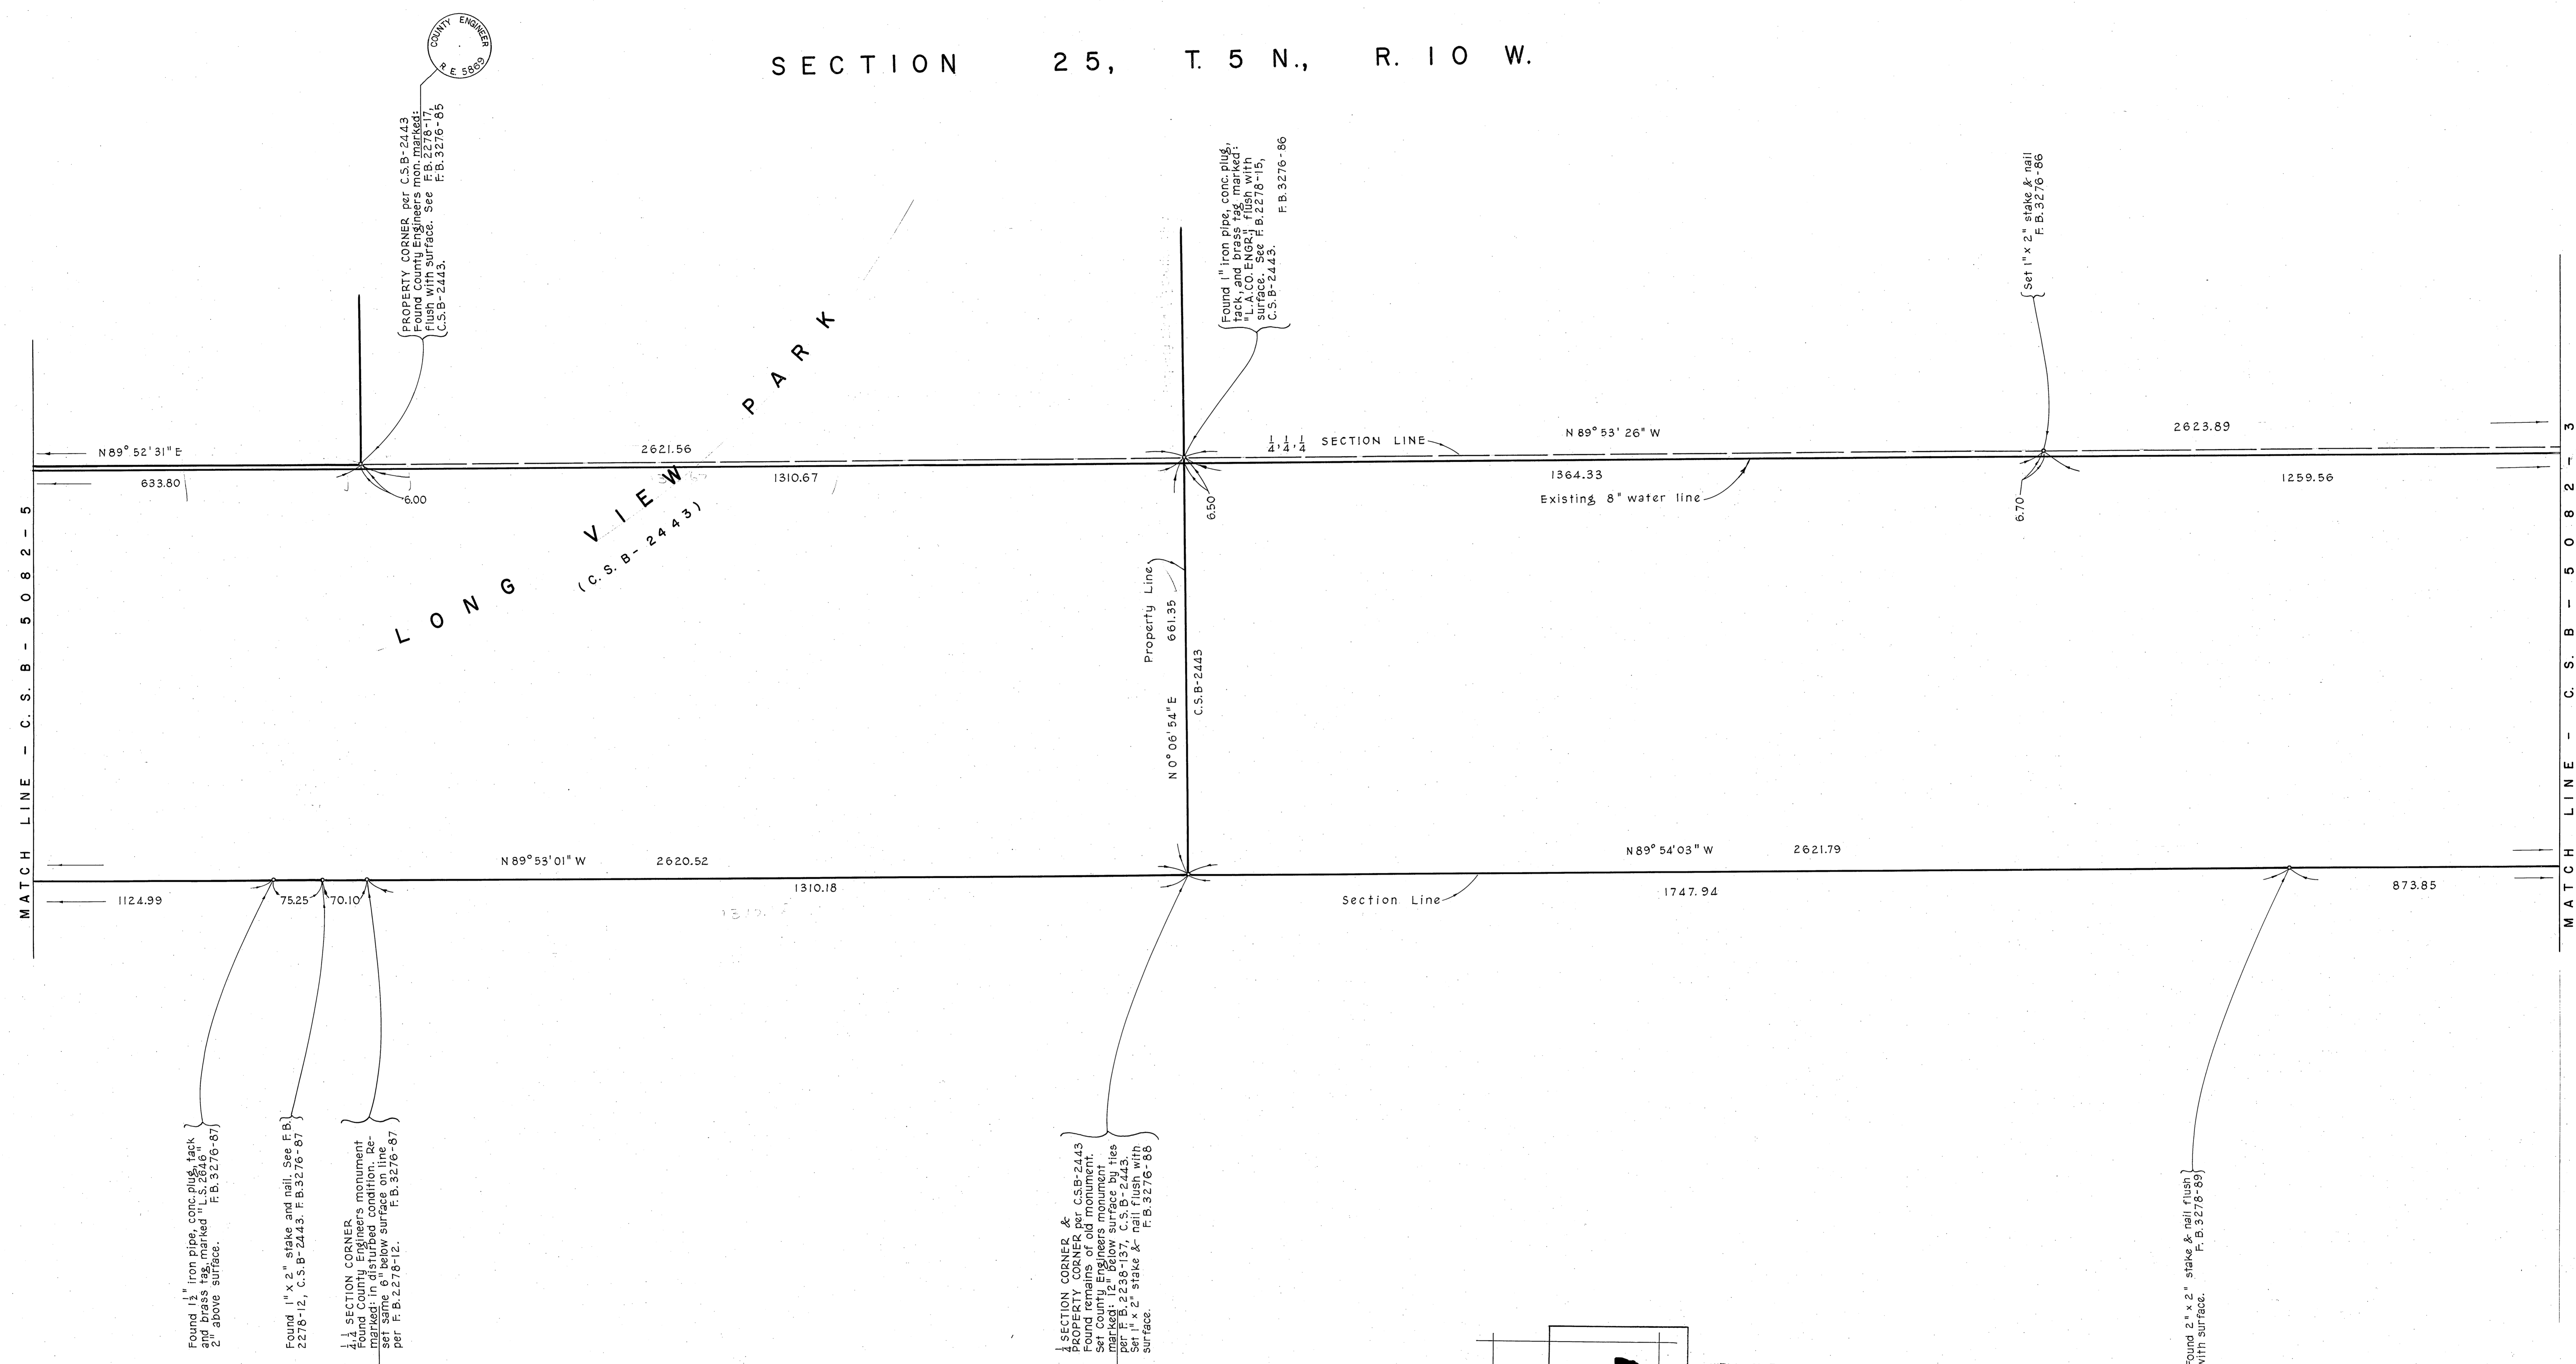 COUNTY ENGINEER
R.E. 5869
SECTION 25, T. 5 N., R. 10 W.
PROPERTY CORNER per C.S.B-2443
Found County Engineers mon. marked:
flush with surface. See F.B. 2278-17,
C.S.B-2443. F.B. 3276-85
Found 1" iron pipe, conc. plug,
tack, and brass tag marked:
"L.A.CO. ENGR.", flush with
surface. See F.B. 2278-15,
C.S.B-2443. F.B. 3276-86
Set 1" x 2" stake & nail
F.B. 3276-86
MATCH LINE - C.S. B-5082-5
MATCH LINE - C.S. B-5082-3
N 89° 52' 31" E
633.80
6.00
2621.56
1310.67
LONG VIEW PARK
(C.S. B-2443)
1/4, 1/4, 1/4 SECTION LINE
N 89° 53' 26" W
2623.89
6.50
1364.33
Existing 8" water line
6.70
1259.56
Property Line
N 0° 06' 54" E 661.35
C.S.B-2443
N 89° 53' 01" W 2620.52
1124.99
75.25
70.10
1310.18
N 89° 54' 03" W 2621.79
Section Line
1747.94
873.85
Found 1 1/2" iron pipe, conc. plug, tack
and brass tag, marked "L.S. 2646"
2" above surface. F.B. 3276-87
Found 1" x 2" stake and nail. See F.B.
2278-12, C.S.B-2443. F.B. 3276-87
1/4, 1/4 SECTION CORNER
Found County Engineers monument
marked: in disturbed condition. Re-
set same 6" below surface on line
per F.B. 2278-12. F.B. 3276-87
1/4 SECTION CORNER &
PROPERTY CORNER per C.S.B-2443
Found remains of old monument.
Set County Engineers monument
marked: 12" below surface by ties
per F.B. 2238-137, C.S.B-2443.
Set 1" x 2" stake & nail flush with
surface. F.B. 3276-88
Found 2" x 2" stake & nail flush
with surface. F.B. 3278-89